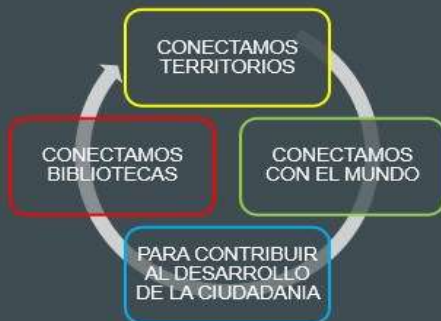 CONECTAMOS
TERRITORIOS
CONECTAMOS
CON EL MUNDO
PARA CONTRIBUIR
AL DESARROLLO
DE LA CIUDADANIA
CONECTAMOS
BIBLIOTECAS